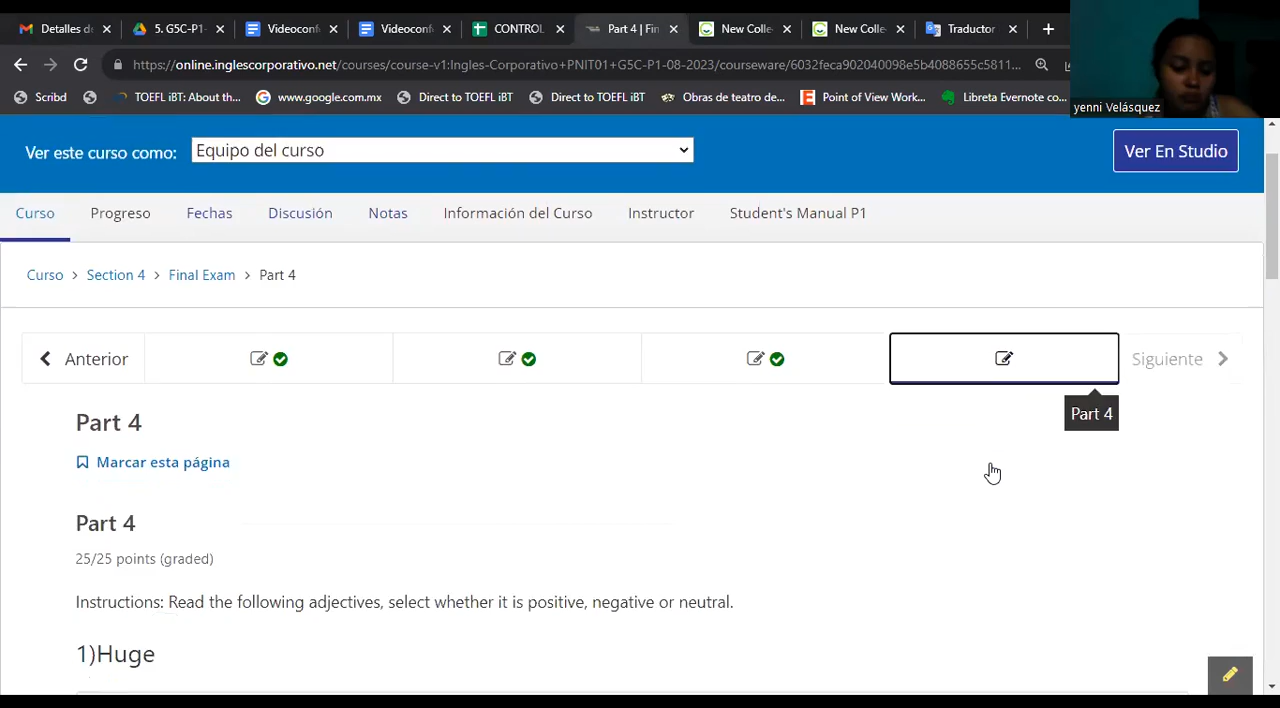 Detalles de
5. G5C-P1-
Videoconf
Videoconf
CONTROL
Part 4 | Fin
New Colle
New Colle
Traductor
https://online.inglescorporativo.net/courses/course-v1:Ingles-Corporativo+PNIT01+G5C-P1-08-2023/courseware/6032feca902040098e5b4088655c5811...
Scribd
TOEFL iBT: About th...
www.google.com.mx
Direct to TOEFL iBT
Direct to TOEFL iBT
Obras de teatro de...
Point of View Work...
Libreta Evernote co...
yenni Velásquez
Ver este curso como:
Equipo del curso
Ver En Studio
Curso
Progreso
Fechas
Discusión
Notas
Información del Curso
Instructor
Student's Manual P1
Curso > Section 4 > Final Exam > Part 4
Anterior
Siguiente
Part 4
Part 4
Marcar esta página
Part 4
25/25 points (graded)
Instructions: Read the following adjectives, select whether it is positive, negative or neutral.
1)Huge